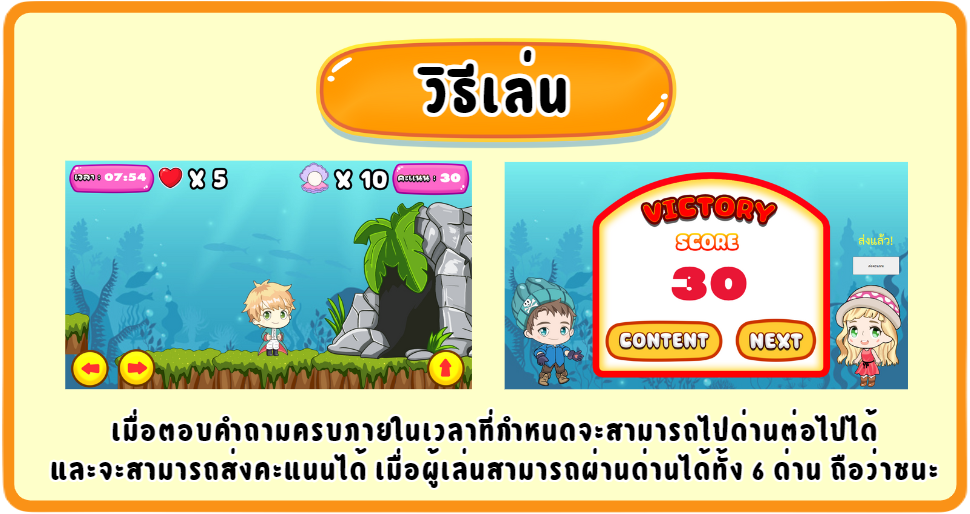 วิธีเล่น
เวลา : 07:54
X 5
X 10
คะแนน : 30
VICTORY
SCORE
30
CONTENT
NEXT
ส่งแล้ว!
เมื่อตอบคำถามครบภายในเวลาที่กำหนดจะสามารถไปด่านต่อไปได้
และจะสามารถส่งคะแนนได้ เมื่อผู้เล่นสามารถผ่านด่านได้ทั้ง 6 ด่าน ถือว่าชนะ